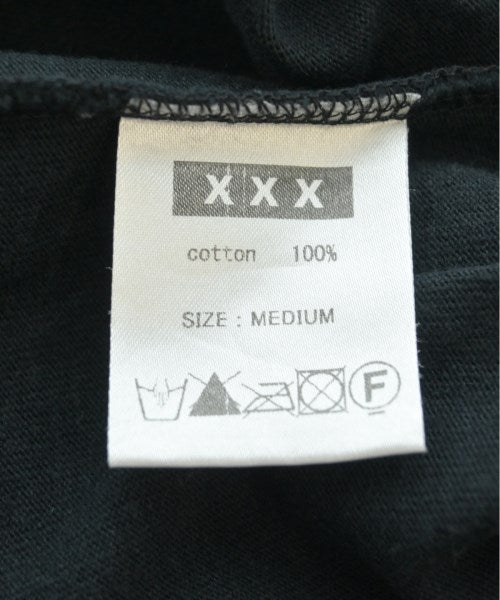 XXX
cotton 100%
SIZE : MEDIUM
F